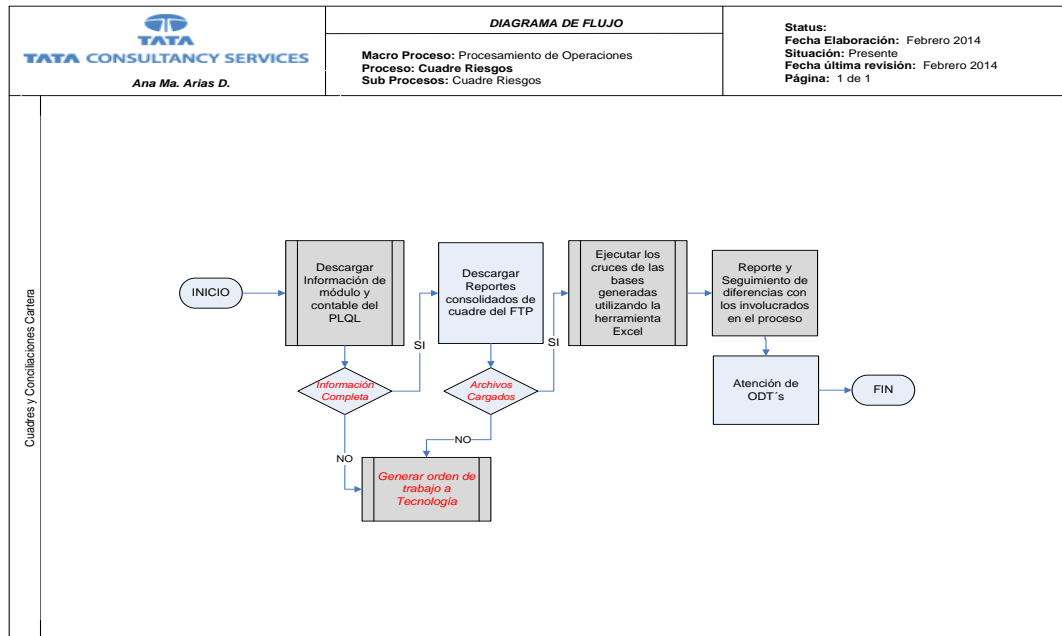 TATA
TATA CONSULTANCY SERVICES
Ana Ma. Arias D.
DIAGRAMA DE FLUJO
Macro Proceso: Procesamiento de Operaciones
Proceso: Cuadre Riesgos
Sub Procesos: Cuadre Riesgos
Status:
Fecha Elaboración: Febrero 2014
Situación: Presente
Fecha última revisión: Febrero 2014
Página: 1 de 1
Cuadres y Conciliaciones Cartera
INICIO
Descargar
Información de
módulo y
contable del
PLQL
Descargar
Reportes
consolidados de
cuadre del FTP
Ejecutar los
cruces de las
bases
generadas
utilizando la
herramienta
Excel
Reporte y
Seguimiento de
diferencias con
los involucrados
en el proceso
SI
SI
Información
Completa
Archivos
Cargados
Atención de
ODT´s
FIN
NO
NO
Generar orden de
trabajo a
Tecnología